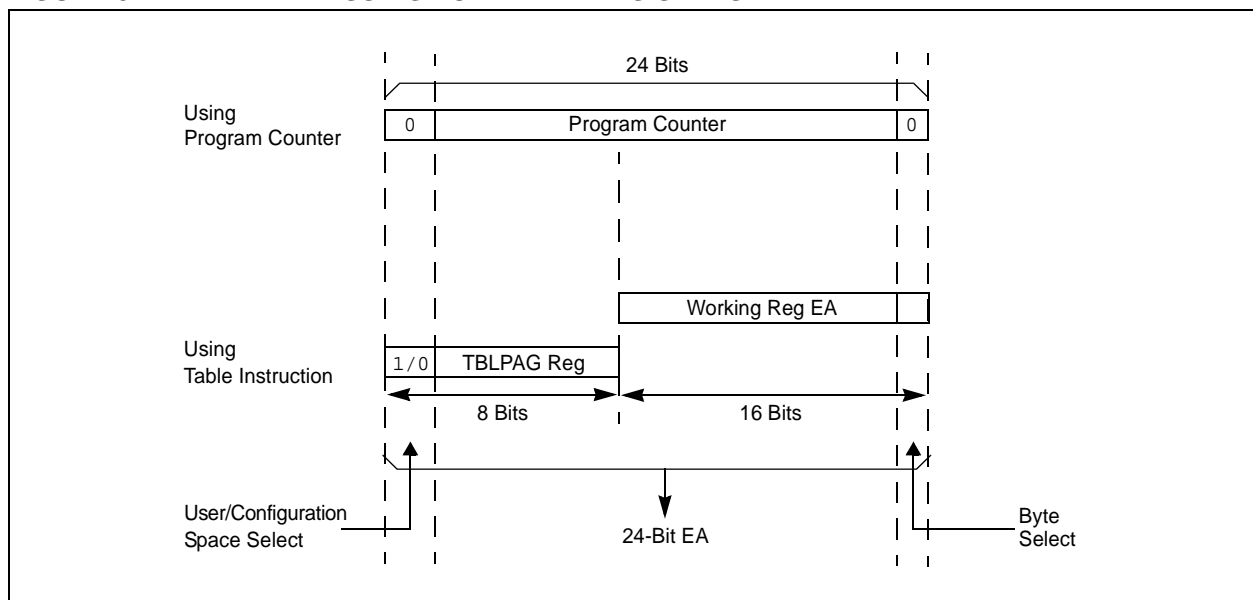 24 Bits
Using
Program Counter
0
Program Counter
0
Working Reg EA
Using
Table Instruction
1/0
TBLPAG Reg
8 Bits
16 Bits
User/Configuration
Space Select
24-Bit EA
Byte
Select